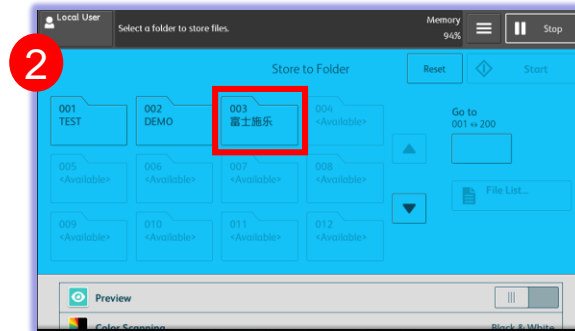 Local User
Select a folder to store files.
Memory
94%
Stop
2
Store to Folder
Reset
Start
001
TEST
002
DEMO
003
富士施乐
004
<Available>
Go to
001 ⇔ 200
005
<Available>
006
<Available>
007
<Available>
008
<Available>
File List...
009
<Available>
010
<Available>
011
<Available>
012
<Available>
Preview
Color Scanning
Black & White